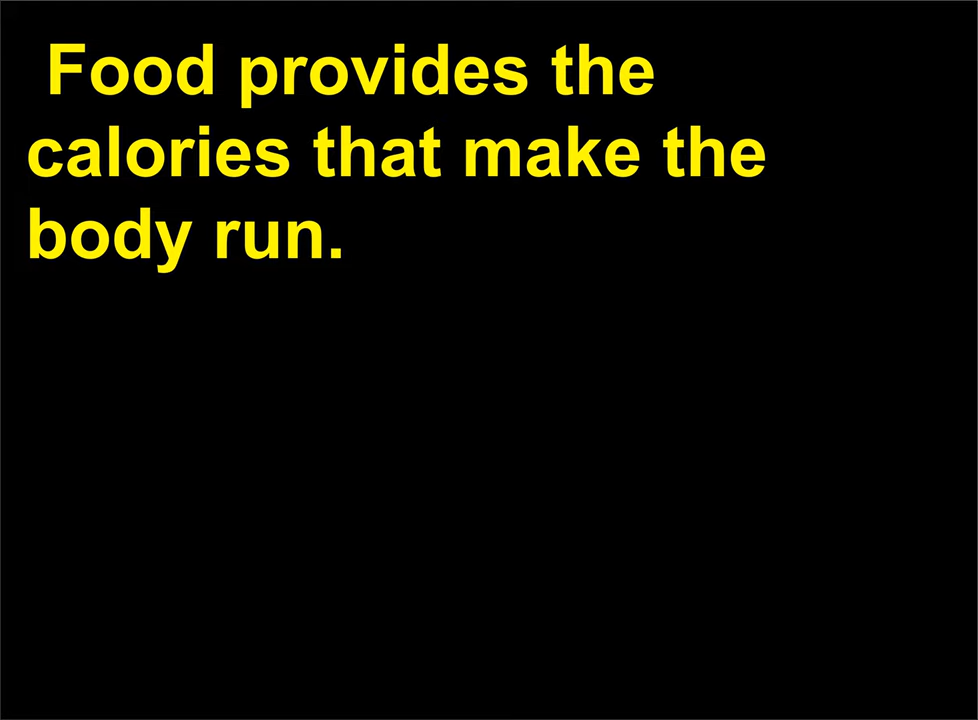 Food provides the
calories that make the
body run.